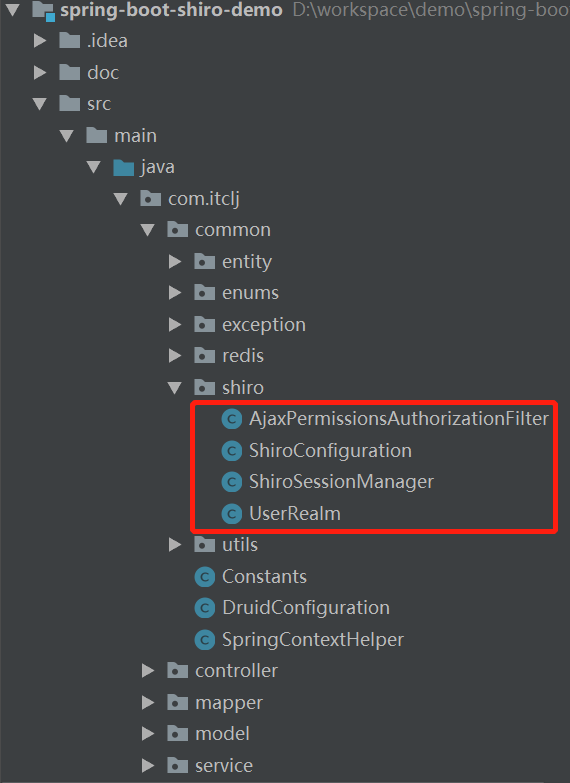 spring-boot-shiro-demo D:\workspace\demo\spring-boo
.idea
doc
src
main
java
com.itclj
common
entity
enums
exception
redis
shiro
AjaxPermissionsAuthorizationFilter
ShiroConfiguration
ShiroSessionManager
UserRealm
utils
Constants
DruidConfiguration
SpringContextHelper
controller
mapper
model
service